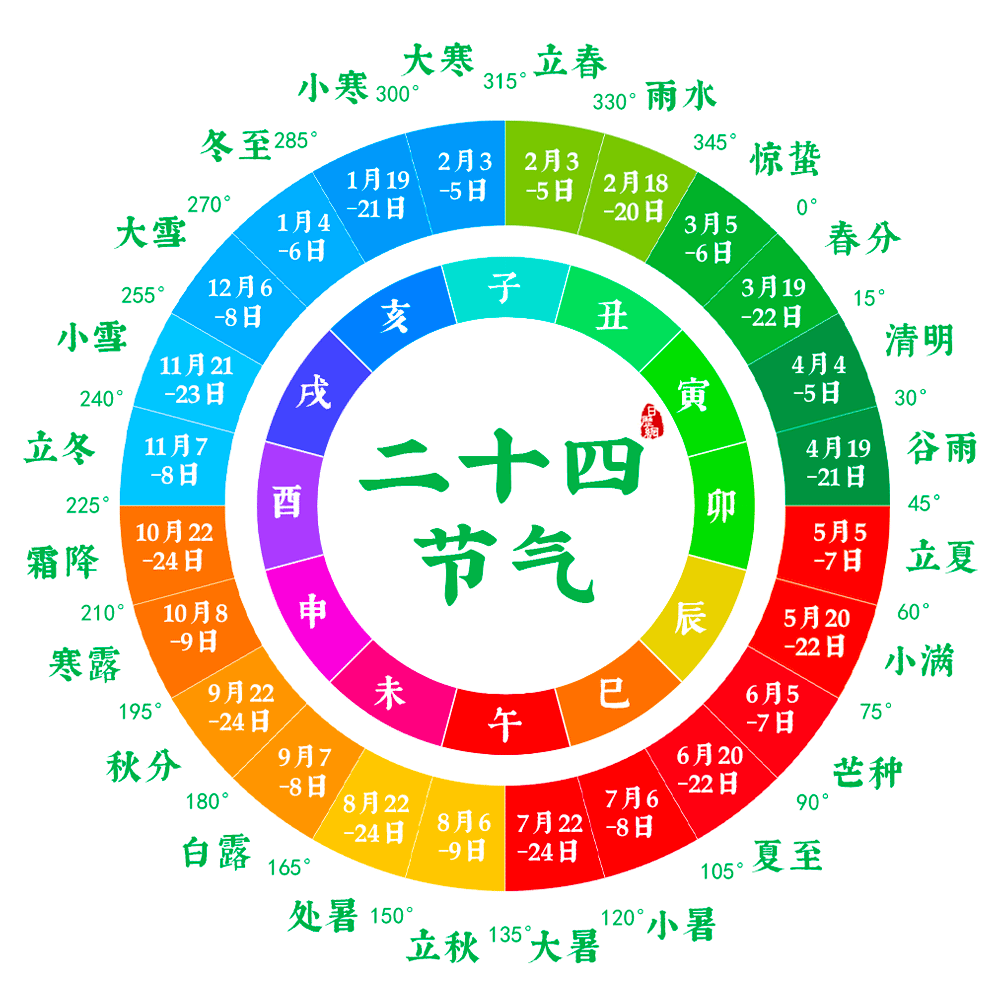 二十四
节气
日历网
立春
315°
2月3
-5日
雨水
330°
2月18
-20日
惊蛰
345°
3月5
-6日
春分
0°
3月19
-22日
清明
15°
4月4
-5日
谷雨
30°
4月19
-21日
立夏
45°
5月5
-7日
小满
60°
5月20
-22日
芒种
75°
6月5
-7日
夏至
90°
6月20
-22日
小暑
105°
7月6
-8日
大暑
120°
7月22
-24日
立秋
135°
8月6
-9日
处暑
150°
8月22
-24日
白露
165°
9月7
-8日
秋分
180°
9月22
-24日
寒露
195°
10月8
-9日
霜降
210°
10月22
-24日
立冬
225°
11月7
-8日
小雪
240°
11月21
-23日
大雪
255°
12月6
-8日
冬至
270°
1月4
-6日
小寒
285°
1月19
-21日
大寒
300°
2月3
-5日
子
丑
寅
卯
辰
巳
午
未
申
酉
戌
亥